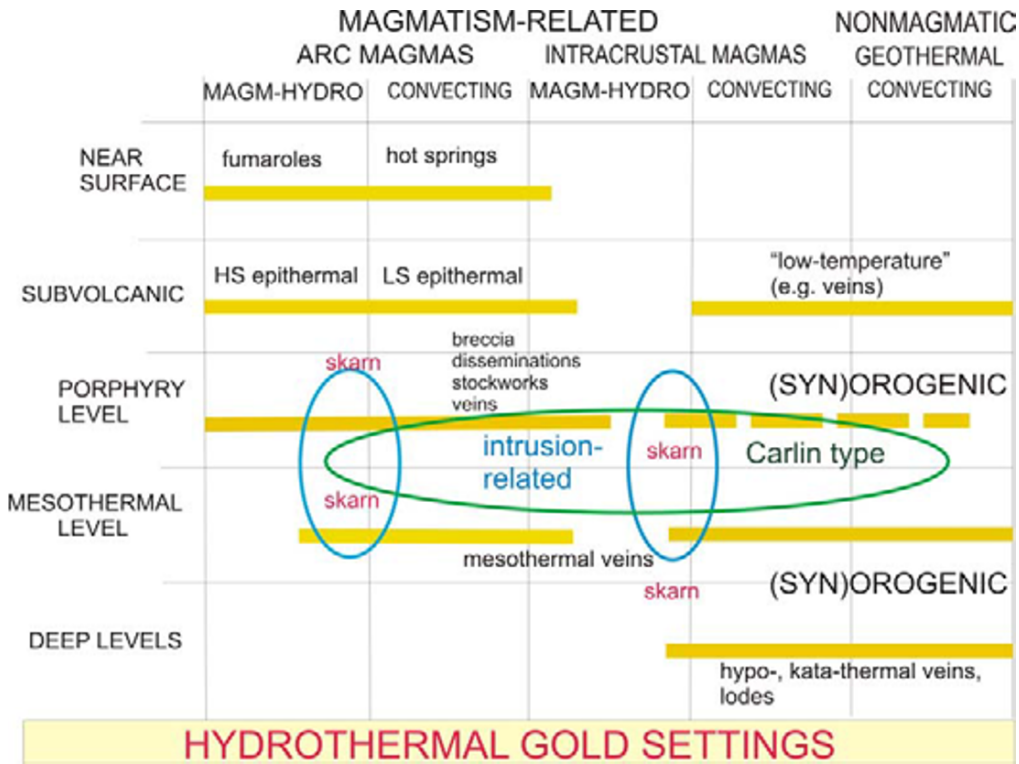 MAGMATISM-RELATED
NONMAGMATIC
ARC MAGMAS
INTRACRUSTAL MAGMAS
GEOTHERMAL
MAGM-HYDRO
CONVECTING
MAGM-HYDRO
CONVECTING
CONVECTING
NEAR
SURFACE
fumaroles
hot springs
SUBVOLCANIC
HS epithermal
LS epithermal
"low-temperature"
(e.g. veins)
PORPHYRY
LEVEL
skarn
breccia
disseminations
stockworks
veins
(SYN)OROGENIC
intrusion-
related
skarn
Carlin type
MESOTHERMAL
LEVEL
skarn
mesothermal veins
skarn
(SYN)OROGENIC
DEEP LEVELS
hypo-, kata-thermal veins,
lodes
HYDROTHERMAL GOLD SETTINGS